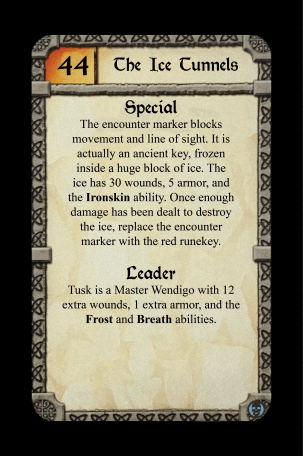 44 The Ice Tunnels
Special
The encounter marker blocks
movement and line of sight. It is
actually an ancient key, frozen
inside a huge block of ice. The
ice has 30 wounds, 5 armor, and
the Ironskin ability. Once enough
damage has been dealt to destroy
the ice, replace the encounter
marker with the red runekey.
Leader
Tusk is a Master Wendigo with 12
extra wounds, 1 extra armor, and the
Frost and Breath abilities.